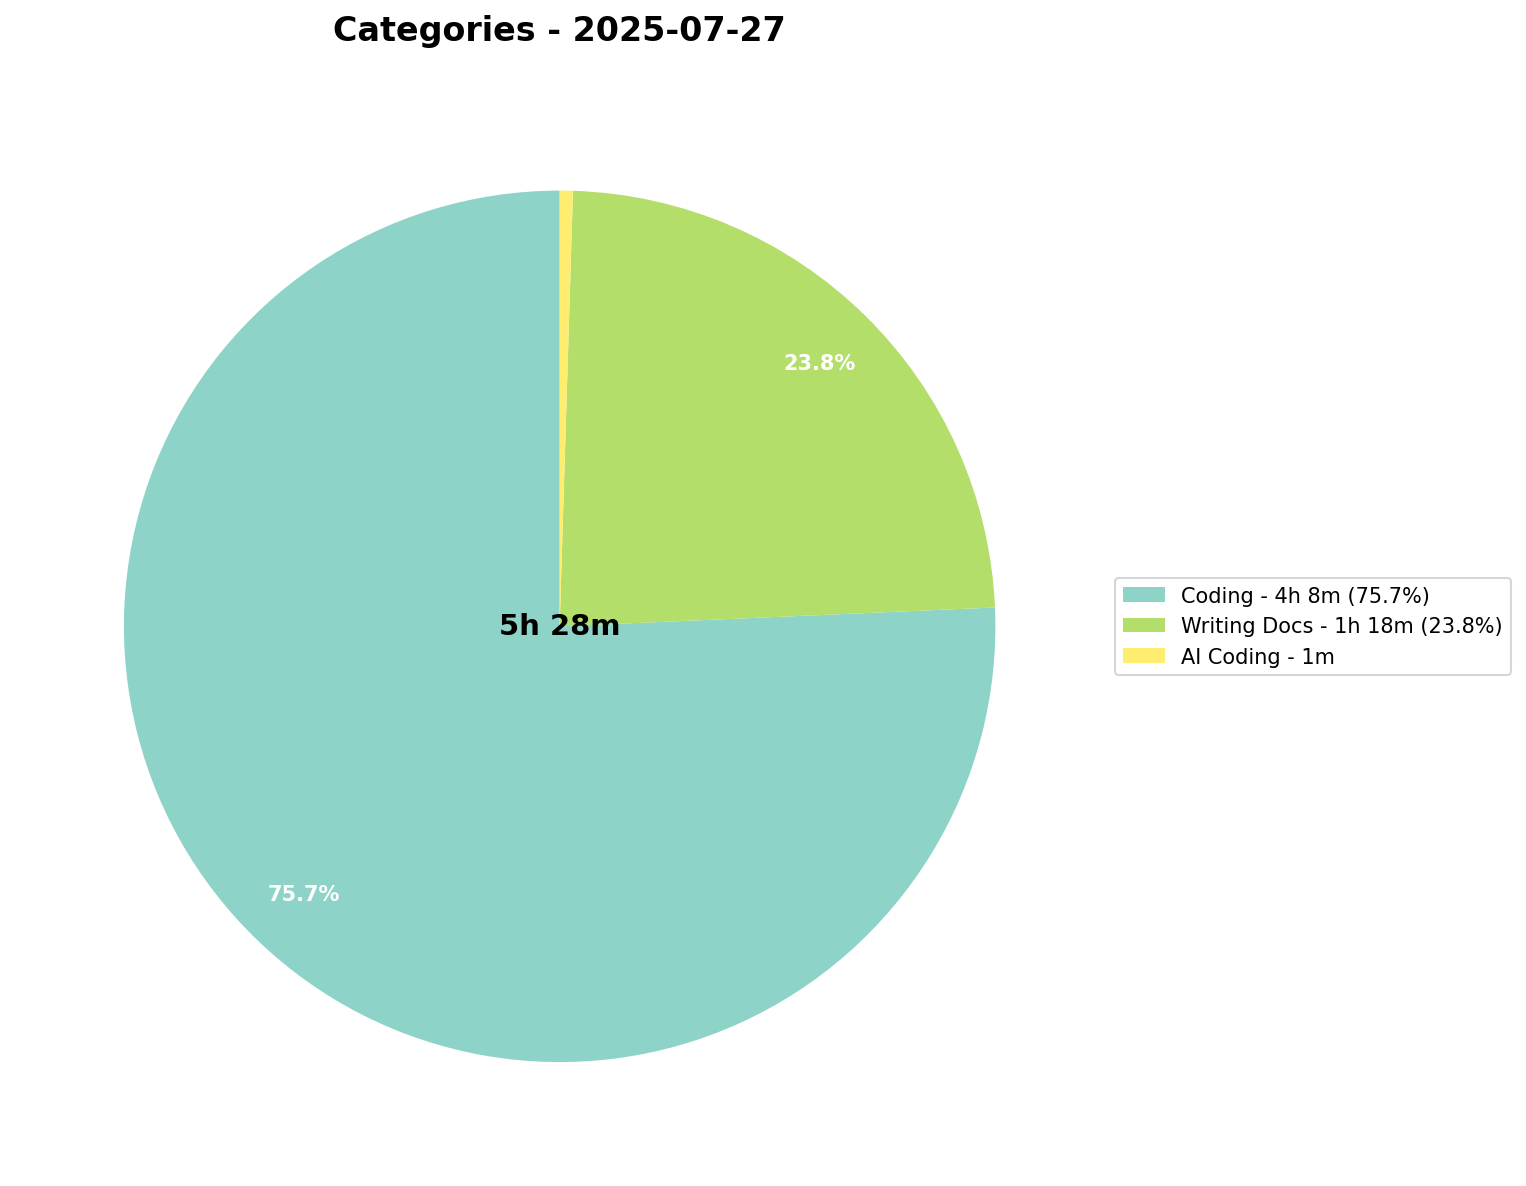 Categories - 2025-07-27
23.8%
5h 28m
75.7%
Coding - 4h 8m (75.7%)
Writing Docs - 1h 18m (23.8%)
AI Coding - 1m